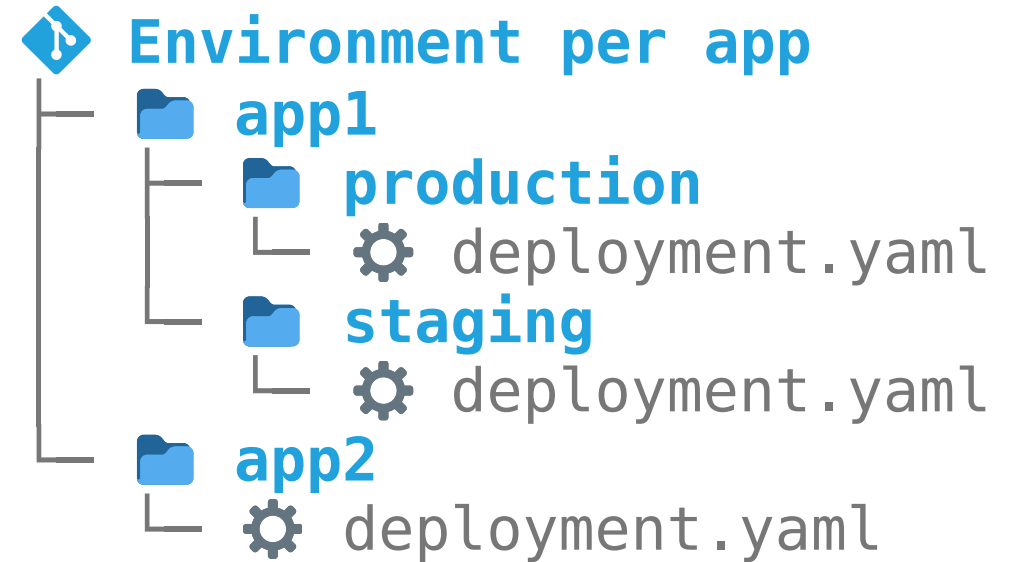 Environment per app
app1
production
deployment.yaml
staging
deployment.yaml
app2
deployment.yaml